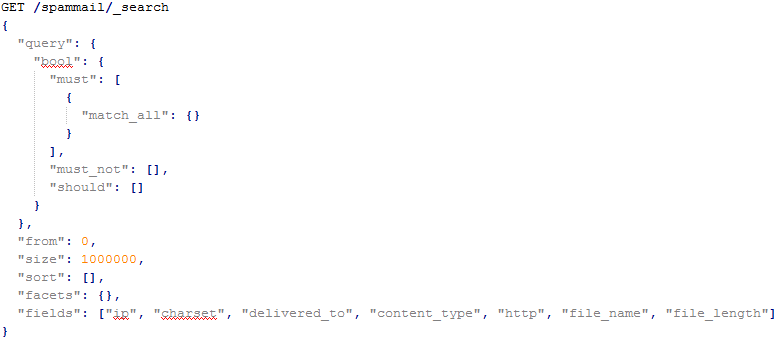 GET /spammail/_search
{
  "query": {
    "bool": {
      "must": [
        {
          "match_all": {}
        }
      ],
      "must_not": [],
      "should": []
    }
  },
  "from": 0,
  "size": 1000000,
  "sort": [],
  "facets": {},
  "fields": ["ip", "charset", "delivered_to", "content_type", "http", "file_name", "file_length"]
}